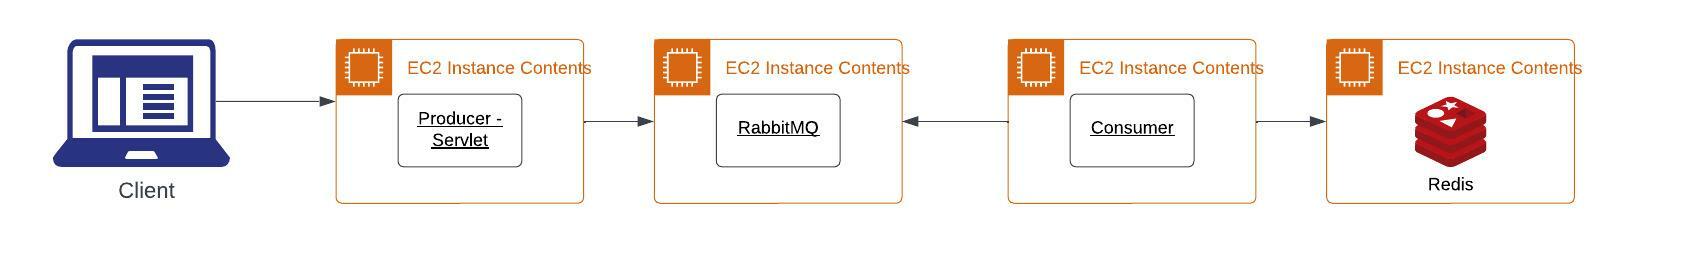 EC2 Instance Contents
EC2 Instance Contents
EC2 Instance Contents
EC2 Instance Contents
Producer -
Servlet
RabbitMQ
Consumer
Redis
Client